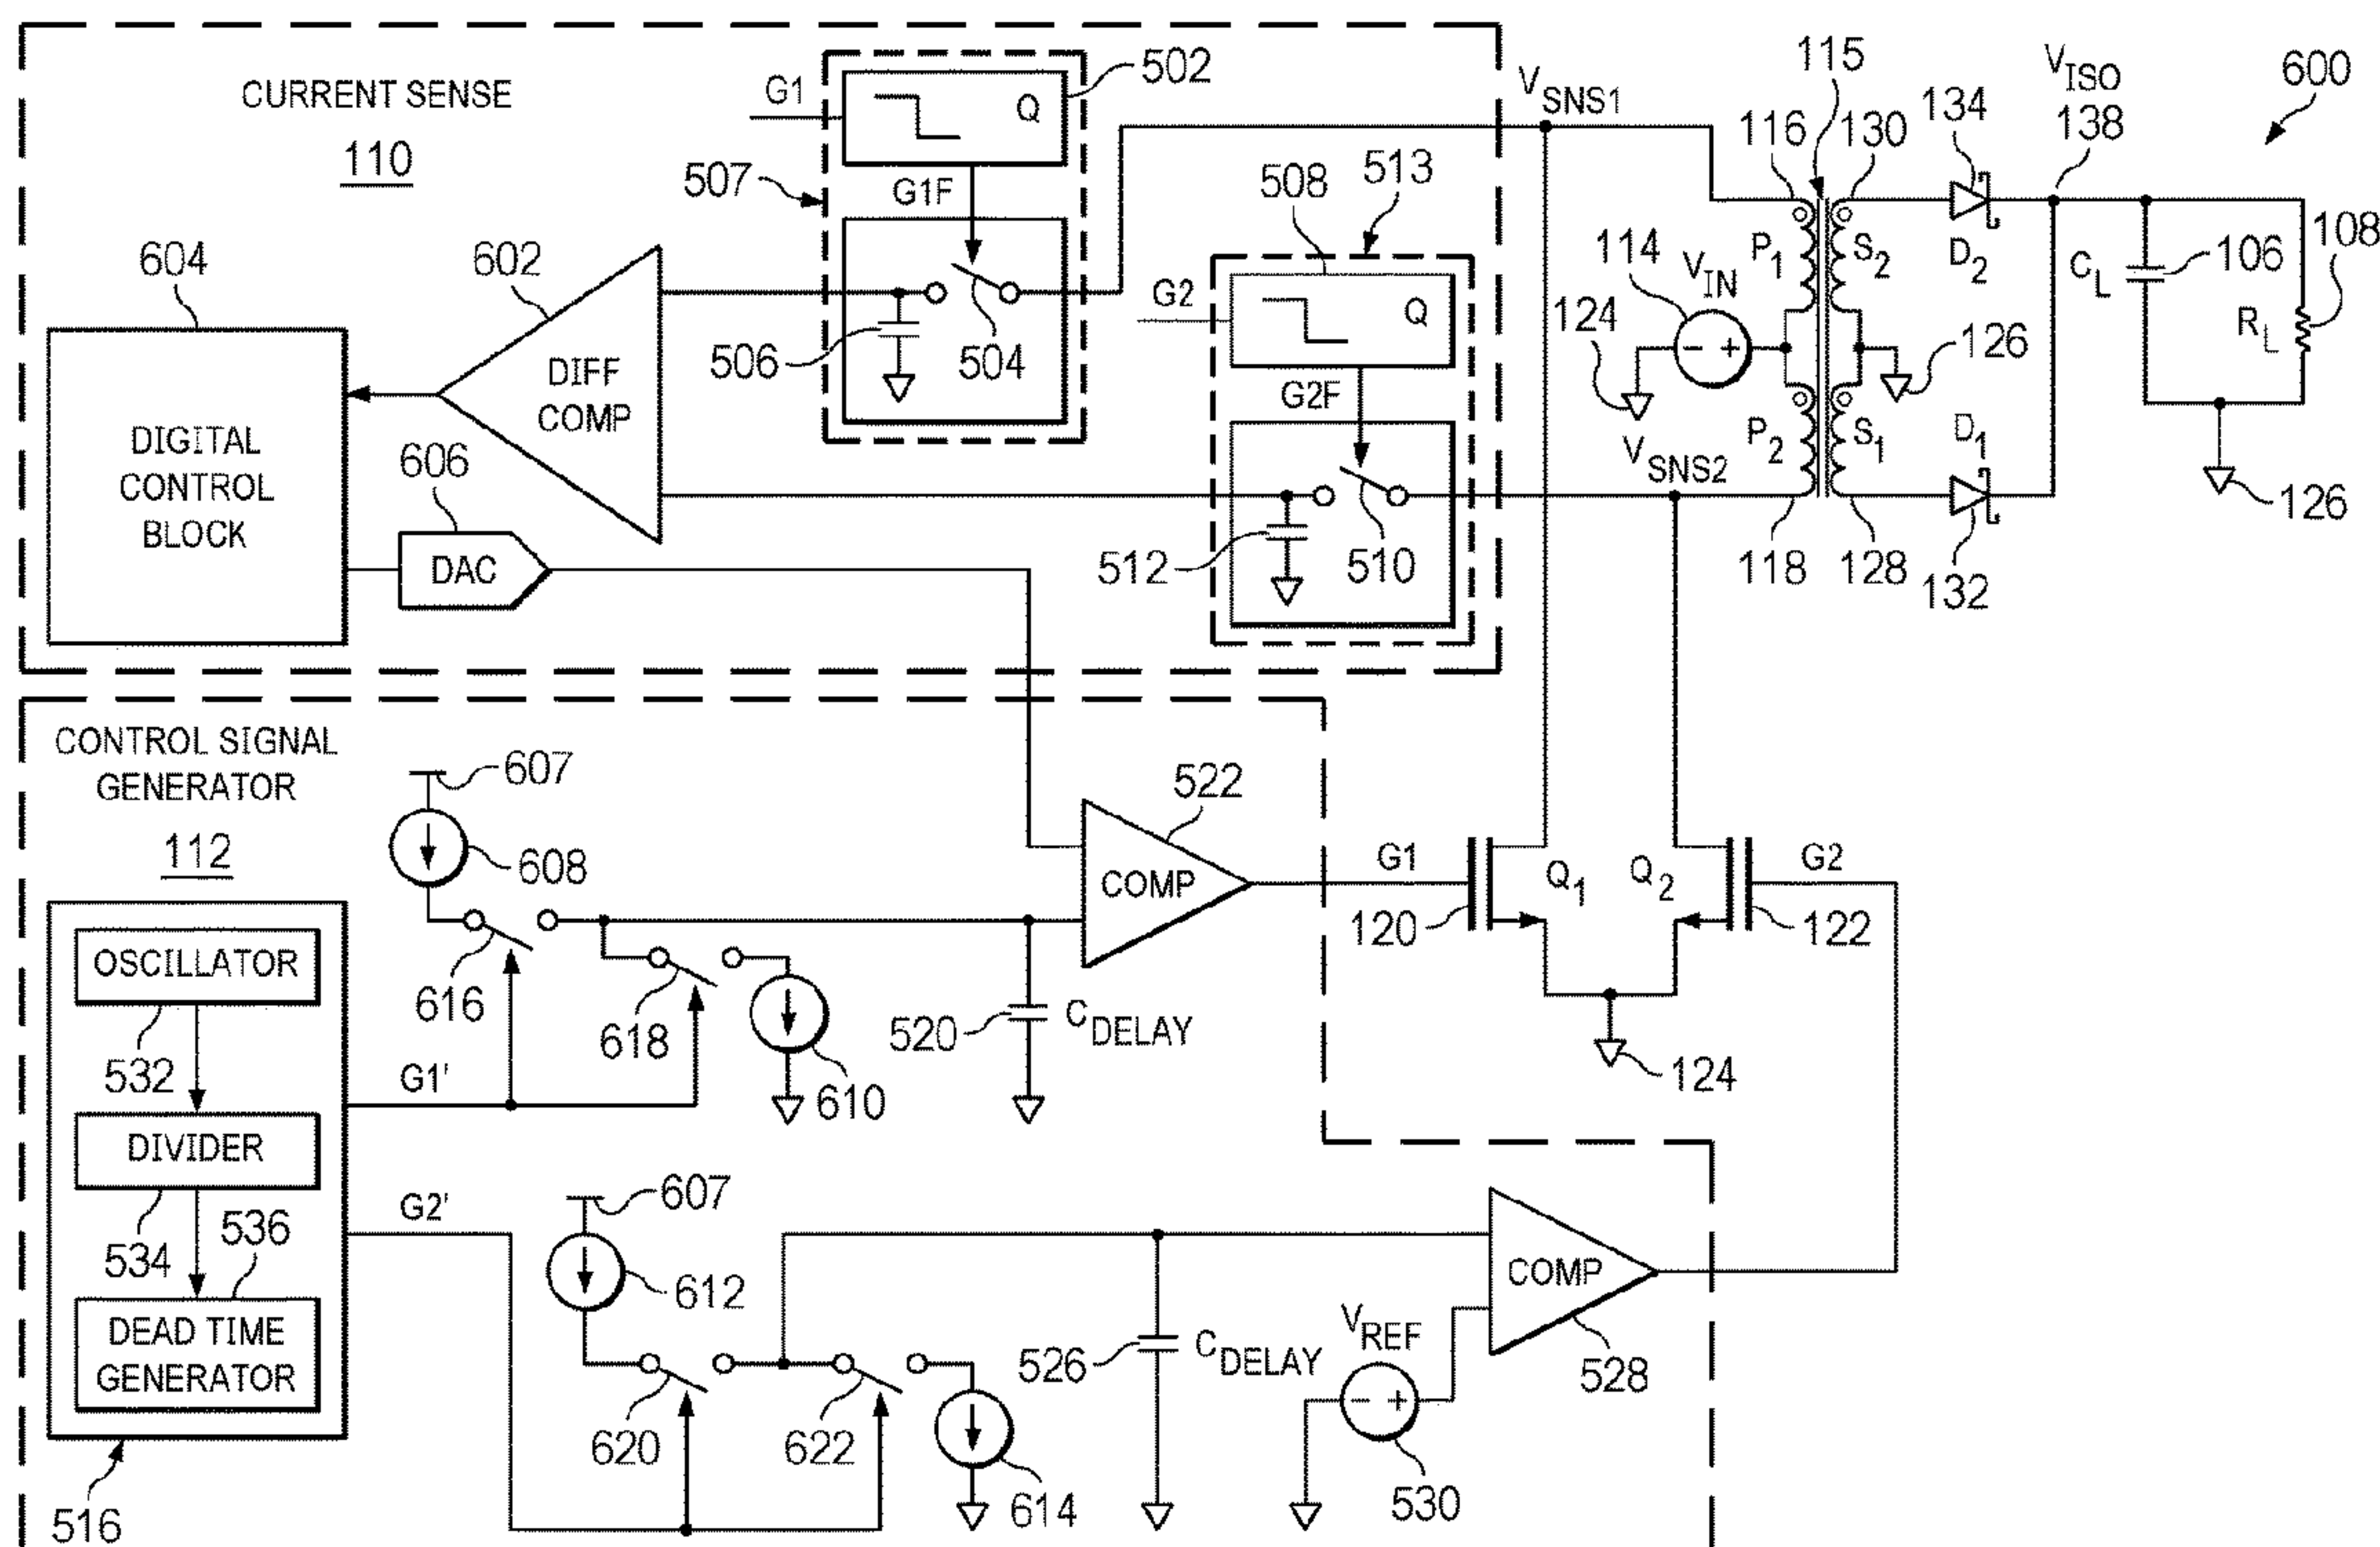 CURRENT SENSE
110
G1
Q
502
507
G1F
508
513
G2
Q
G2F
604
602
506
504
DIFF
COMP
DIGITAL
CONTROL
BLOCK
606
DAC
512
510
VSNS1
115
VISO
138
600
116
130
134
P1
S2
D2
114
VIN
124
126
CL
106
RL
108
VSNS2
P2
S1
D1
118
128
132
126
CONTROL SIGNAL
GENERATOR
112
607
608
522
COMP
G1
Q1
Q2
G2
120
122
OSCILLATOR
616
618
520
CDELAY
124
532
G1'
610
DIVIDER
534
G2'
536
607
612
DEAD TIME
GENERATOR
526
CDELAY
VREF
COMP
528
620
622
614
530
516